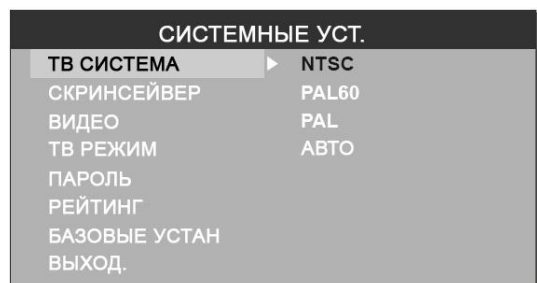 СИСТЕМНЫЕ УСТ.
ТВ СИСТЕМА NTSC
СКРИНСЕЙВЕР PAL60
ВИДЕО PAL
ТВ РЕЖИМ АВТО
ПАРОЛЬ
РЕЙТИНГ
БАЗОВЫЕ УСТАН
ВЫХОД.